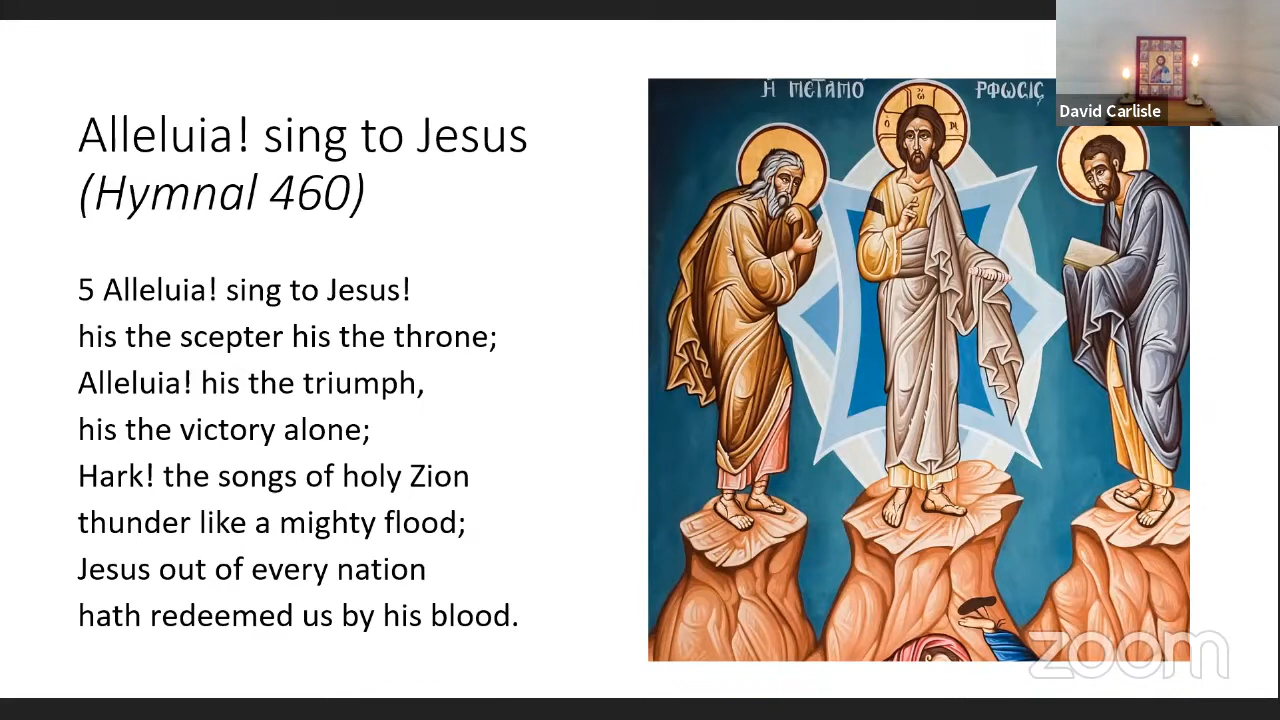 Alleluia! sing to Jesus
(Hymnal 460)
5 Alleluia! sing to Jesus!
his the scepter his the throne;
Alleluia! his the triumph,
his the victory alone;
Hark! the songs of holy Zion
thunder like a mighty flood;
Jesus out of every nation
hath redeemed us by his blood.
Ἡ ΜΕΤΑΜΟ ΡΦΩϹΙϹ
David Carlisle
zoom